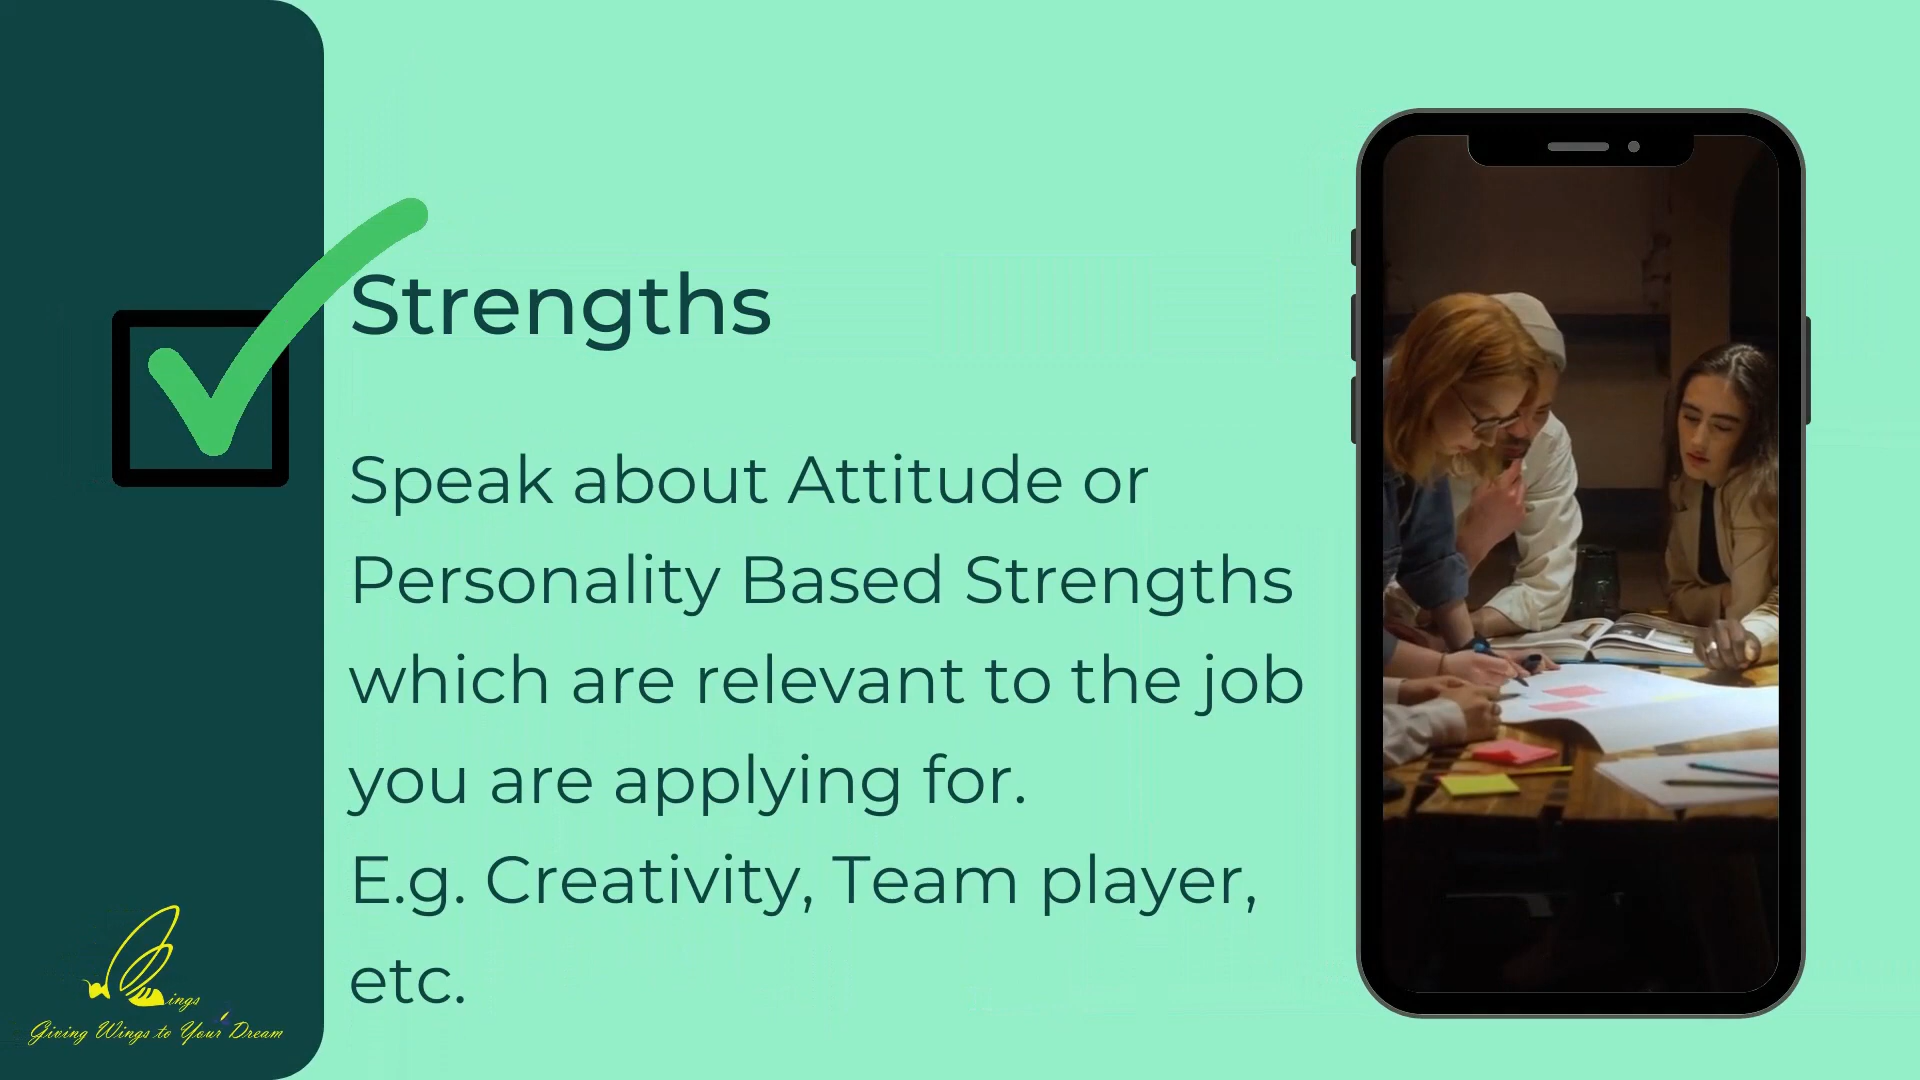 Strengths
Speak about Attitude or
Personality Based Strengths
which are relevant to the job
you are applying for.
E.g. Creativity, Team player,
etc.
ings
Giving Wings to Your Dream